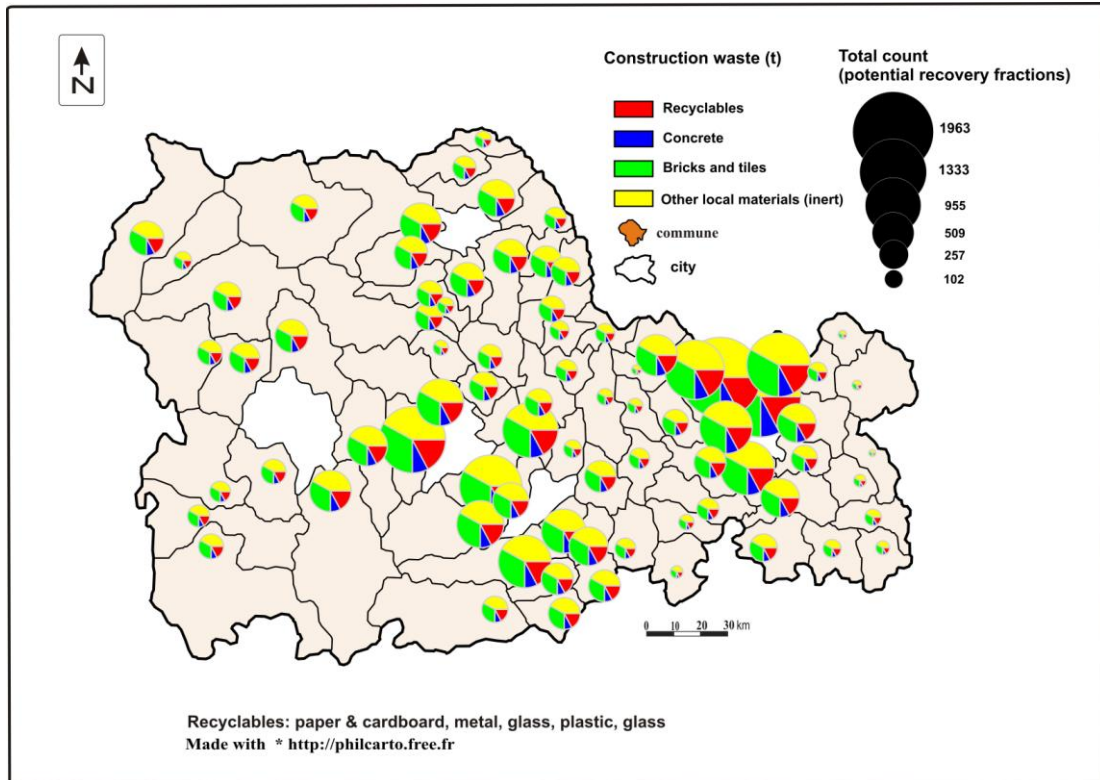 N
Construction waste (t)
Recyclables
Concrete
Bricks and tiles
Other local materials (inert)
commune
city
Total count
(potential recovery fractions)
1963
1333
955
509
257
102
0 10 20 30 km
Recyclables: paper & cardboard, metal, glass, plastic, glass
Made with * http://philcarto.free.fr